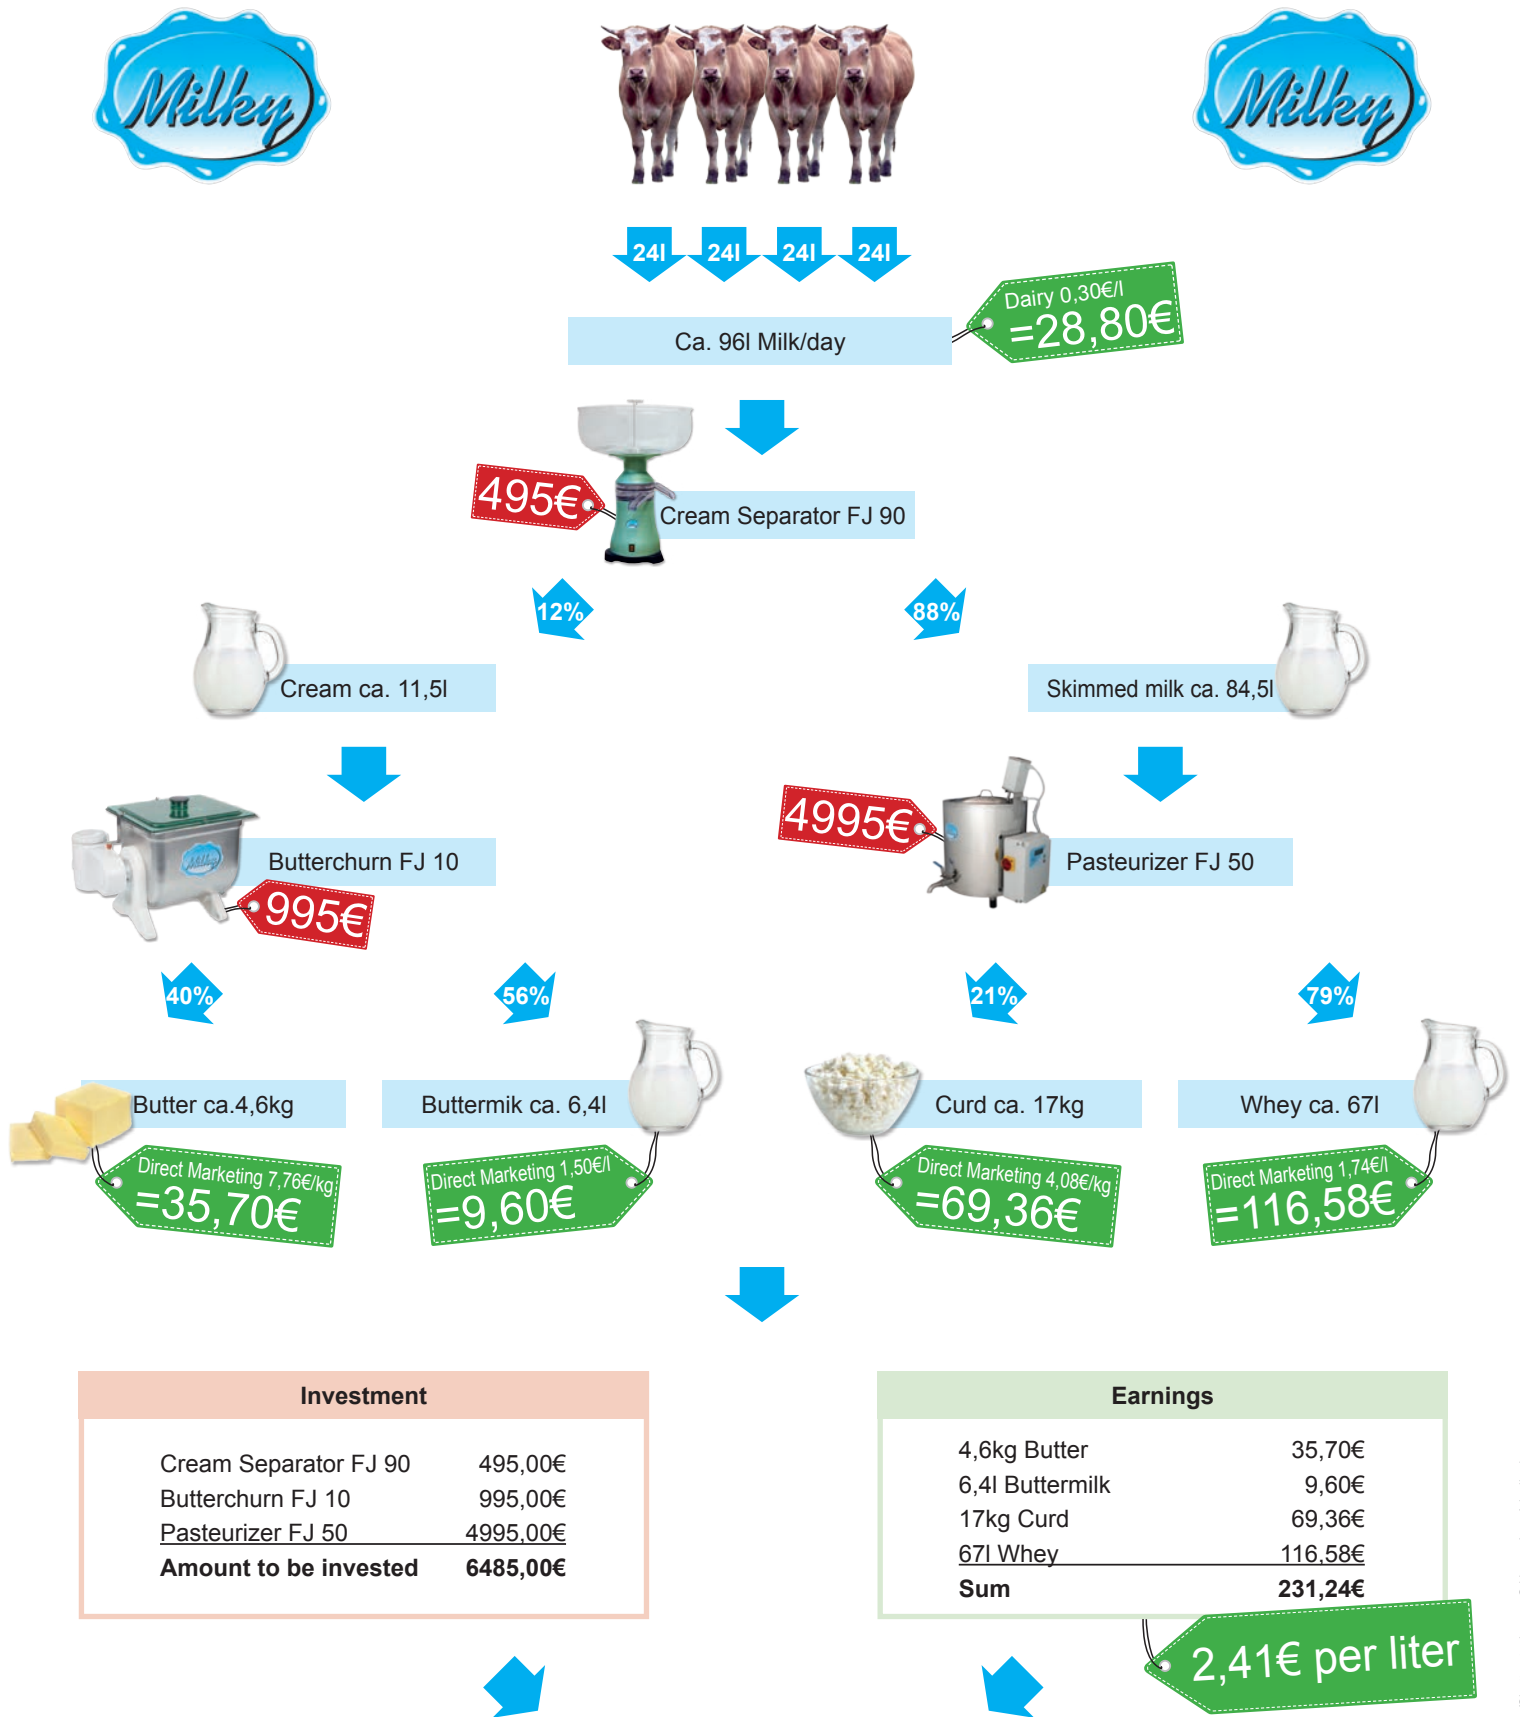 Milky
Milky
24l 24l 24l 24l
Dairy 0,30€/l
=28,80€
Ca. 96l Milk/day
495€
Cream Separator FJ 90
12%
88%
Cream ca. 11,5l
Skimmed milk ca. 84,5l
4995€
Milky
Butterchurn FJ 10
Pasteurizer FJ 50
995€
40%
56%
21%
79%
Butter ca.4,6kg
Buttermik ca. 6,4l
Curd ca. 17kg
Whey ca. 67l
Direct Marketing 7,76€/kg
=35,70€
Direct Marketing 1,50€/l
=9,60€
Direct Marketing 4,08€/kg
=69,36€
Direct Marketing 1,74€/l
=116,58€
Investment
Cream Separator FJ 90 495,00€
Butterchurn FJ 10 995,00€
Pasteurizer FJ 50 4995,00€
Amount to be invested 6485,00€
Earnings
4,6kg Butter 35,70€
6,4l Buttermilk 9,60€
17kg Curd 69,36€
67l Whey 116,58€
Sum 231,24€
2,41€ per liter